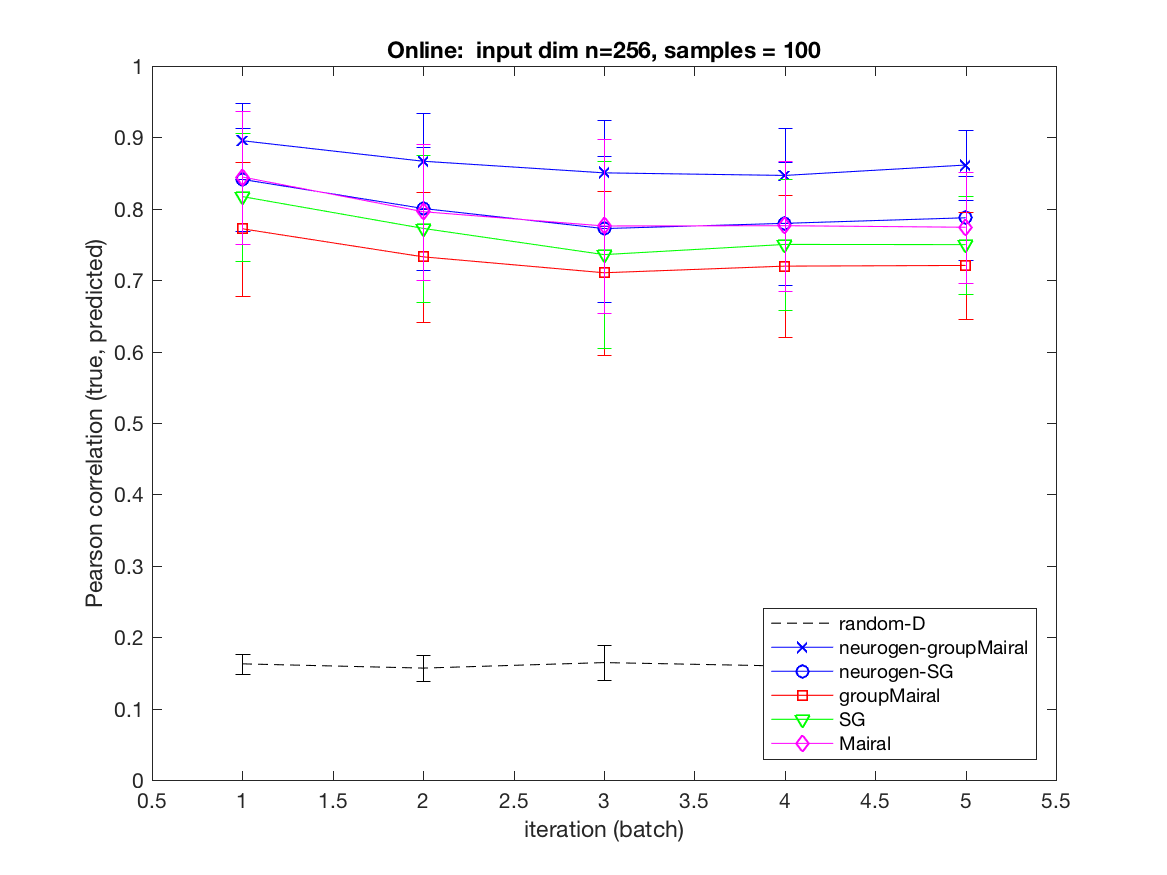 Online:  input dim n=256, samples = 100
1
0.9
0.8
0.7
0.6
0.5
0.4
0.3
0.2
0.1
0
Pearson correlation (true, predicted)
random-D
neurogen-groupMairal
neurogen-SG
groupMairal
SG
Mairal
0.5 1 1.5 2 2.5 3 3.5 4 4.5 5 5.5
iteration (batch)